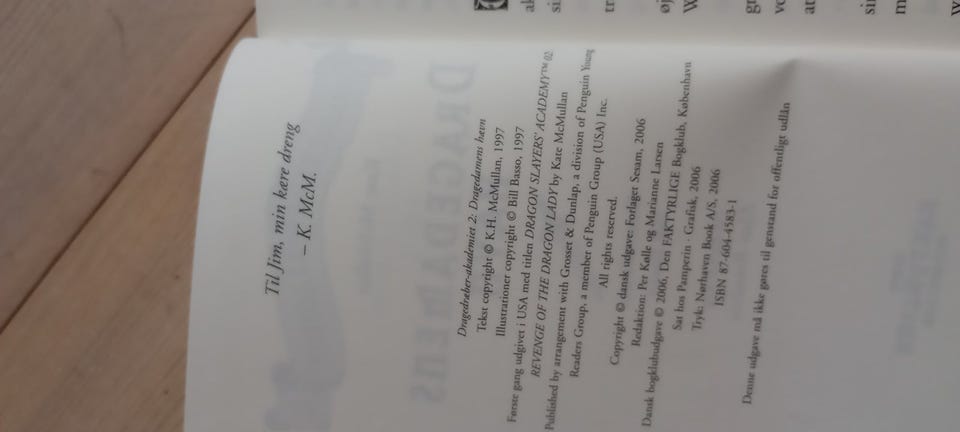 Til Jim, min kære dreng
– K. McM.
Dragedræber-akademiet 2: Dragedamens hævn
Tekst copyright © K.H. McMullan, 1997
Illustrationer copyright © Bill Basso, 1997
Første gang udgivet i USA med titlen DRAGON SLAYERS' ACADEMY™ 02:
REVENGE OF THE DRAGON LADY by Kate McMullan
Published by arrangement with Grosset & Dunlap, a division of Penguin Young
Readers Group, a member of Penguin Group (USA) Inc.
All rights reserved.
Copyright © dansk udgave: Forlaget Sesam, 2006
Redaktion: Per Kølle og Marianne Larsen
Dansk bogklubudgave © 2006, Den FAKTYRLIGE Bogklub, København
Sat hos Pamperin · Grafisk, 2006
Tryk: Nørhaven Book A/S, 2006
ISBN 87-604-4583-1
Denne udgave må ikke gøres til genstand for offentligt udlån